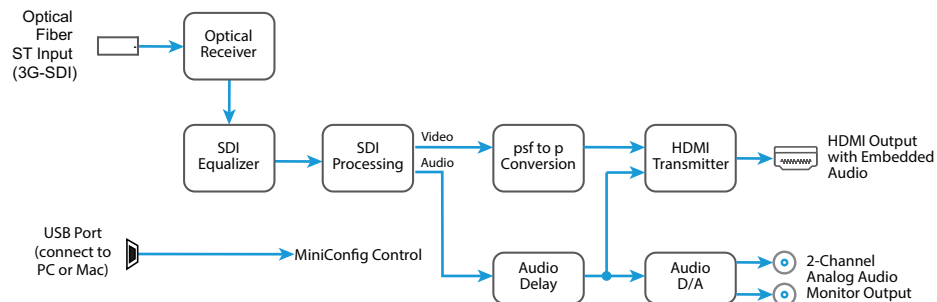 Optical
Fiber
ST Input
(3G-SDI)
Optical
Receiver
SDI
Equalizer
SDI
Processing
Video
Audio
psf to p
Conversion
HDMI
Transmitter
HDMI Output
with Embedded
Audio
USB Port
(connect to
PC or Mac)
MiniConfig Control
Audio
Delay
Audio
D/A
2-Channel
Analog Audio
Monitor Output